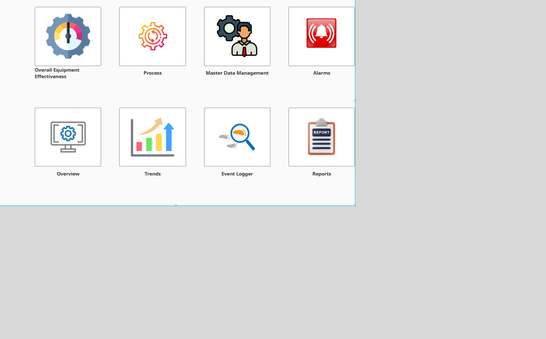 Overall Equipment
Effectiveness
Process
Master Data Management
Alarms
REPORT
Overview
Trends
Event Logger
Reports